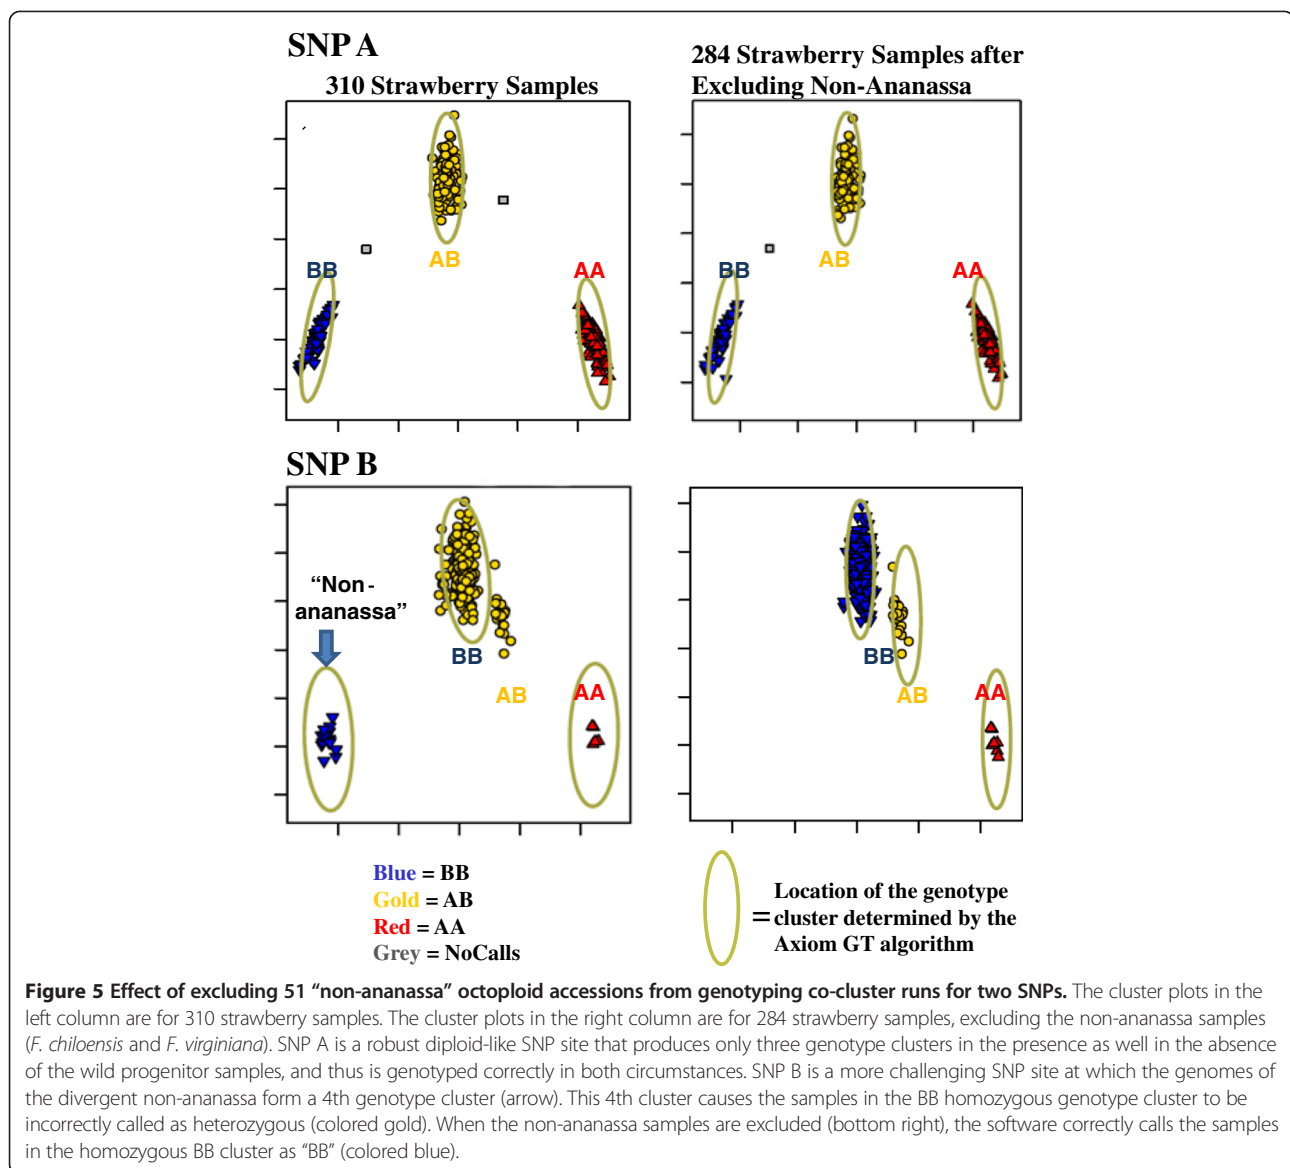 SNP A
310 Strawberry Samples
284 Strawberry Samples after
Excluding Non-Ananassa
BB
AB
AA
BB
AB
AA
SNP B
“Non-
ananassa”
BB
AB
AA
BB
AB
AA
Blue = BB
Gold = AB
Red = AA
Grey = NoCalls
= Location of the genotype
cluster determined by the
Axiom GT algorithm
Figure 5 Effect of excluding 51 “non-ananassa” octoploid accessions from genotyping co-cluster runs for two SNPs. The cluster plots in the
left column are for 310 strawberry samples. The cluster plots in the right column are for 284 strawberry samples, excluding the non-ananassa samples
(F. chiloensis and F. virginiana). SNP A is a robust diploid-like SNP site that produces only three genotype clusters in the presence as well in the absence
of the wild progenitor samples, and thus is genotyped correctly in both circumstances. SNP B is a more challenging SNP site at which the genomes of
the divergent non-ananassa form a 4th genotype cluster (arrow). This 4th cluster causes the samples in the BB homozygous genotype cluster to be
incorrectly called as heterozygous (colored gold). When the non-ananassa samples are excluded (bottom right), the software correctly calls the samples
in the homozygous BB cluster as “BB” (colored blue).